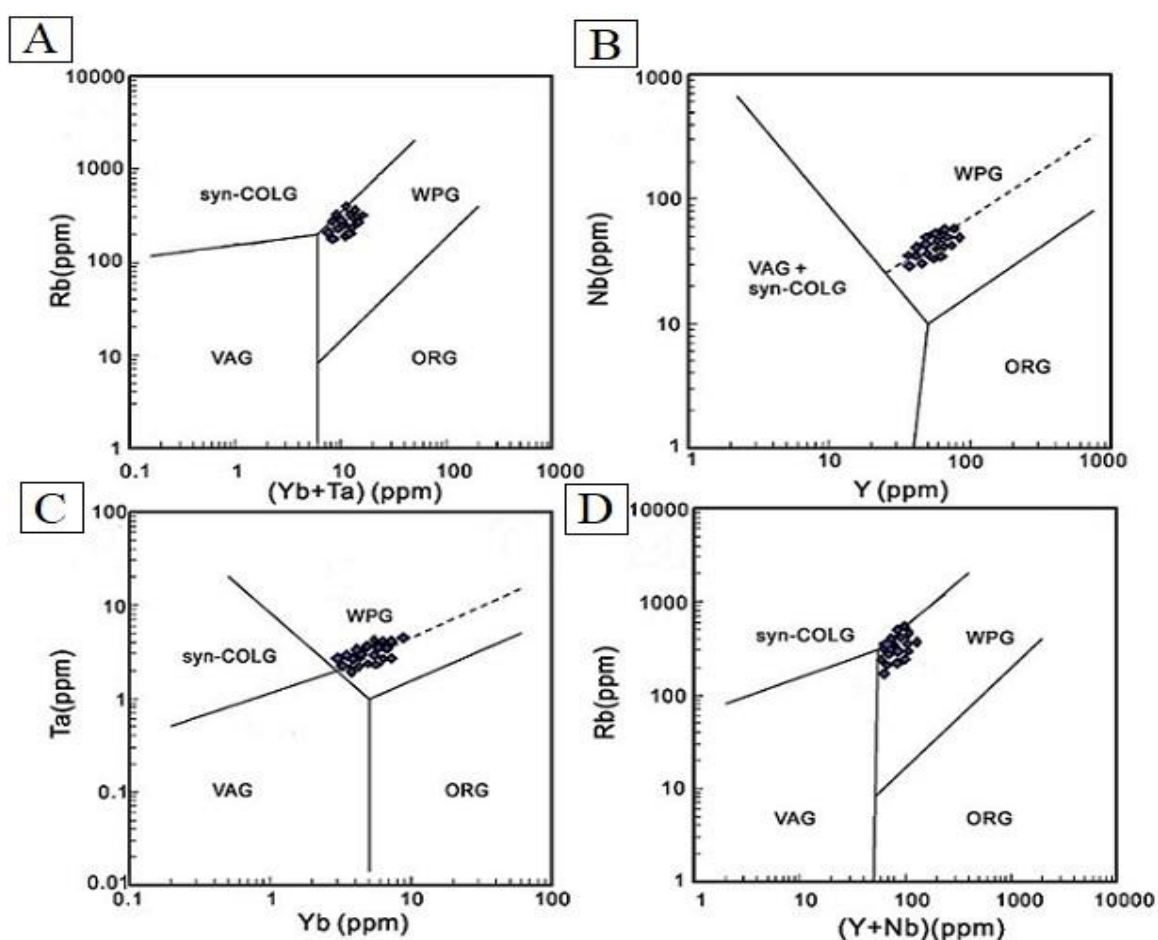 A
Rb(ppm)
10000
1000
100
10
1
syn-COLG
WPG
VAG
ORG
0.1
1
10
100
1000
(Yb+Ta) (ppm)
B
Nb(ppm)
1000
100
10
1
WPG
VAG +
syn-COLG
ORG
1
10
100
1000
Y (ppm)
C
Ta(ppm)
100
10
1
0.1
0.01
WPG
syn-COLG
VAG
ORG
0.1
1
10
100
Yb (ppm)
D
Rb(ppm)
10000
1000
100
10
1
syn-COLG
WPG
VAG
ORG
1
10
100
1000
10000
(Y+Nb)(ppm)